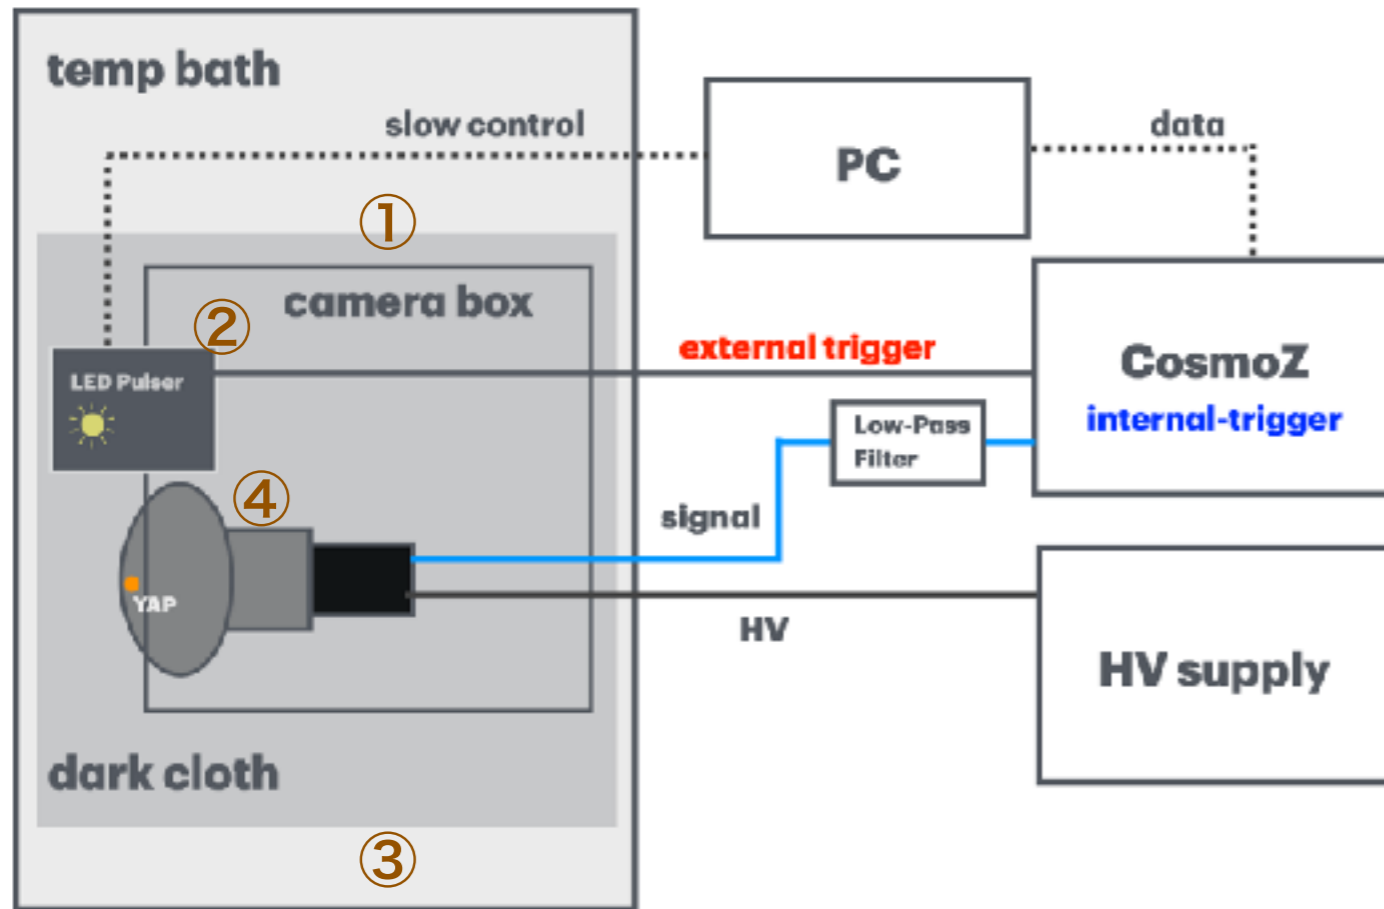 temp bath
slow control
PC
data
①
camera box
②
external trigger
CosmoZ
internal-trigger
LED Pulser
Low-Pass
Filter
④
signal
YAP
HV
HV supply
dark cloth
③